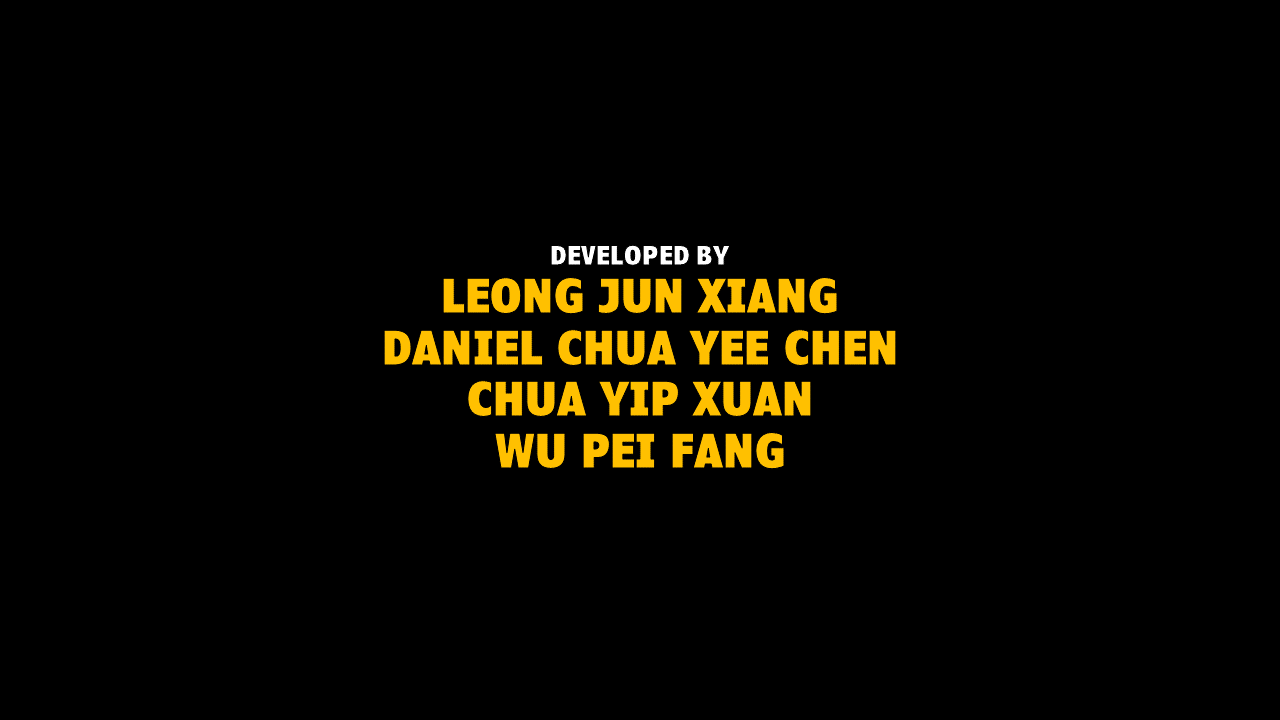 DEVELOPED BY
LEONG JUN XIANG
DANIEL CHUA YEE CHEN
CHUA YIP XUAN
WU PEI FANG